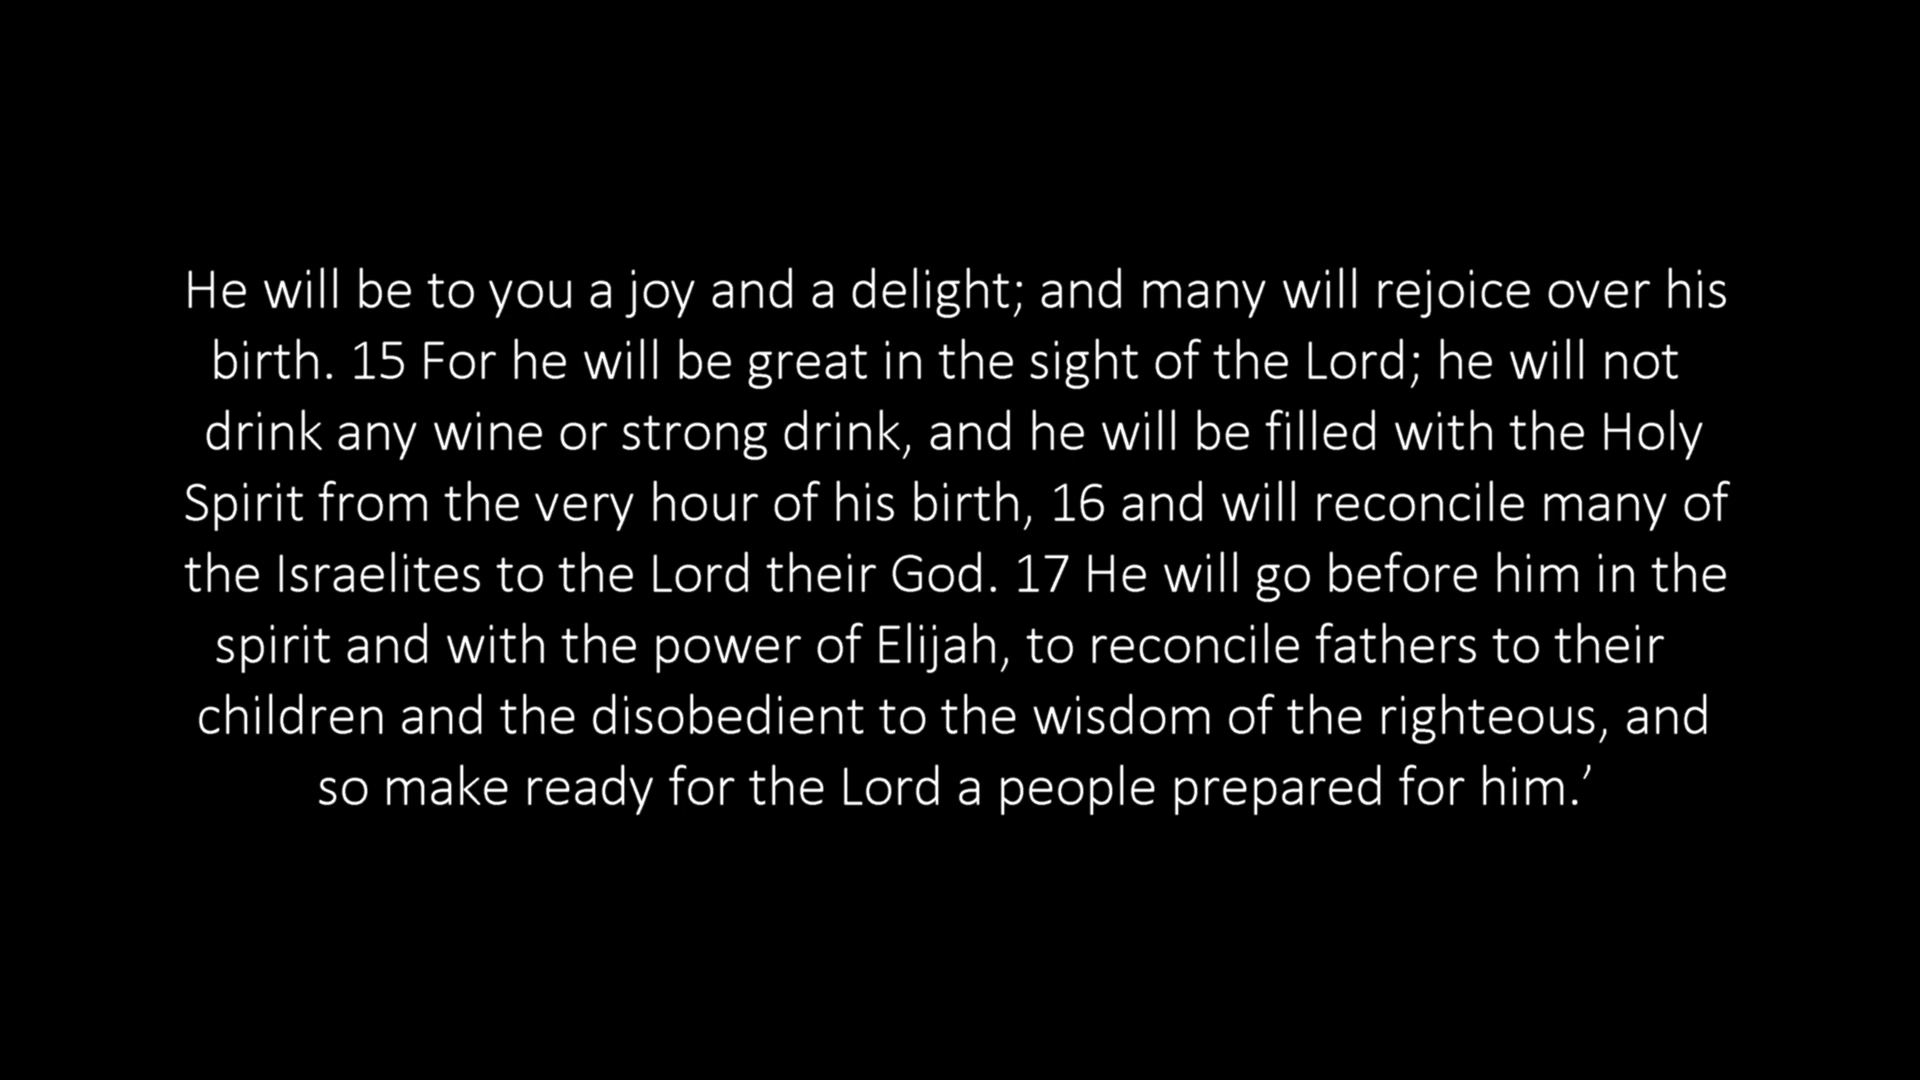 He will be to you a joy and a delight; and many will rejoice over his
birth. 15 For he will be great in the sight of the Lord; he will not
drink any wine or strong drink, and he will be filled with the Holy
Spirit from the very hour of his birth, 16 and will reconcile many of
the Israelites to the Lord their God. 17 He will go before him in the
spirit and with the power of Elijah, to reconcile fathers to their
children and the disobedient to the wisdom of the righteous, and
so make ready for the Lord a people prepared for him.’